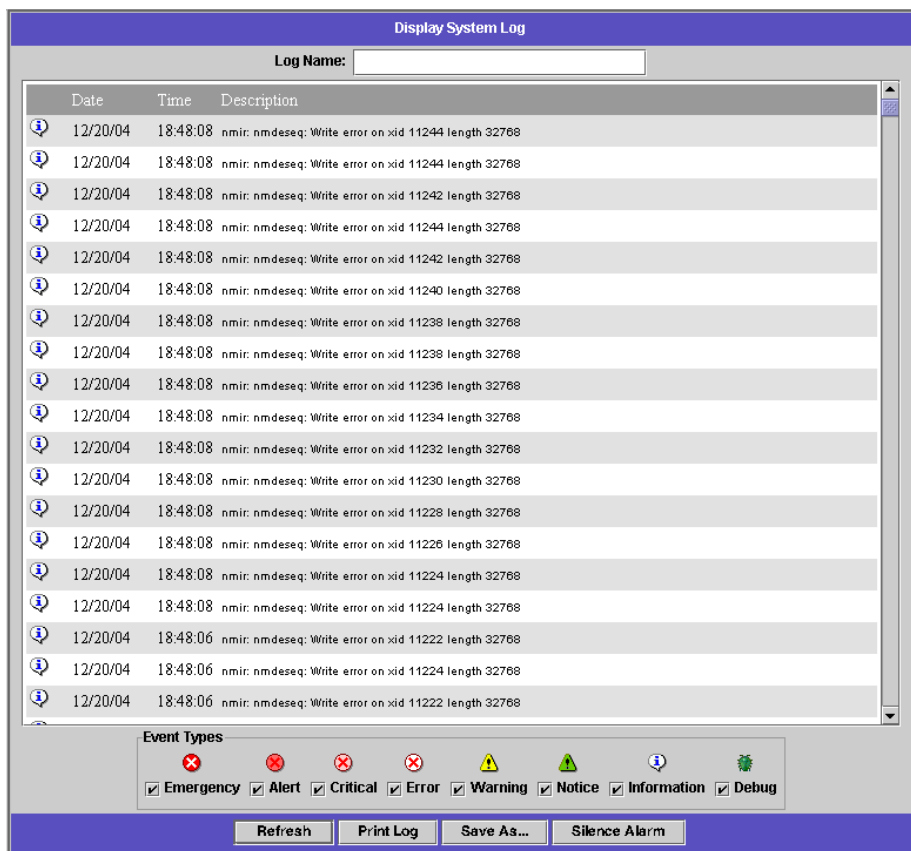 Display System Log
Log Name:
Date Time Description
12/20/04 18:48:08 nmir: nmdeseq: Write error on xid 11244 length 32768
12/20/04 18:48:08 nmir: nmdeseq: Write error on xid 11244 length 32768
12/20/04 18:48:08 nmir: nmdeseq: Write error on xid 11242 length 32768
12/20/04 18:48:08 nmir: nmdeseq: Write error on xid 11244 length 32768
12/20/04 18:48:08 nmir: nmdeseq: Write error on xid 11242 length 32768
12/20/04 18:48:08 nmir: nmdeseq: Write error on xid 11240 length 32768
12/20/04 18:48:08 nmir: nmdeseq: Write error on xid 11238 length 32768
12/20/04 18:48:08 nmir: nmdeseq: Write error on xid 11238 length 32768
12/20/04 18:48:08 nmir: nmdeseq: Write error on xid 11236 length 32768
12/20/04 18:48:08 nmir: nmdeseq: Write error on xid 11234 length 32768
12/20/04 18:48:08 nmir: nmdeseq: Write error on xid 11232 length 32768
12/20/04 18:48:08 nmir: nmdeseq: Write error on xid 11230 length 32768
12/20/04 18:48:08 nmir: nmdeseq: Write error on xid 11228 length 32768
12/20/04 18:48:08 nmir: nmdeseq: Write error on xid 11226 length 32768
12/20/04 18:48:08 nmir: nmdeseq: Write error on xid 11224 length 32768
12/20/04 18:48:08 nmir: nmdeseq: Write error on xid 11224 length 32768
12/20/04 18:48:06 nmir: nmdeseq: Write error on xid 11222 length 32768
12/20/04 18:48:06 nmir: nmdeseq: Write error on xid 11224 length 32768
12/20/04 18:48:06 nmir: nmdeseq: Write error on xid 11222 length 32768
Event Types
Emergency Alert Critical Error Warning Notice Information Debug
Refresh Print Log Save As... Silence Alarm